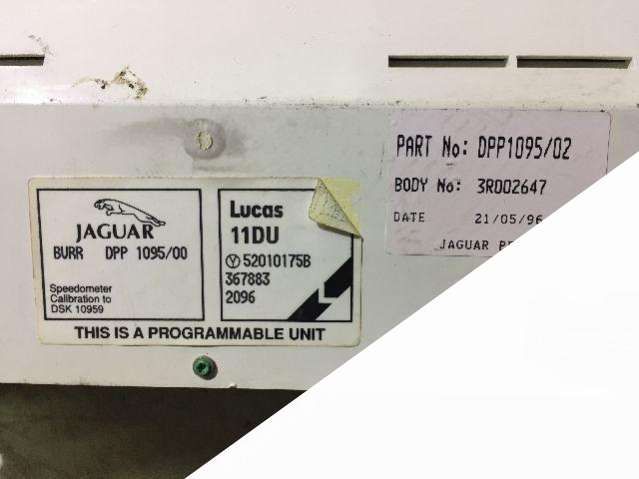 PART No: DPP1095/02
BODY No: 3R002647
DATE 21/05/96
JAGUAR
JAGUAR
BURR DPP 1095/00
Speedometer
Calibration to
DSK 10959
Lucas
11DU
Ⓨ 52010175B
367883
2096
THIS IS A PROGRAMMABLE UNIT